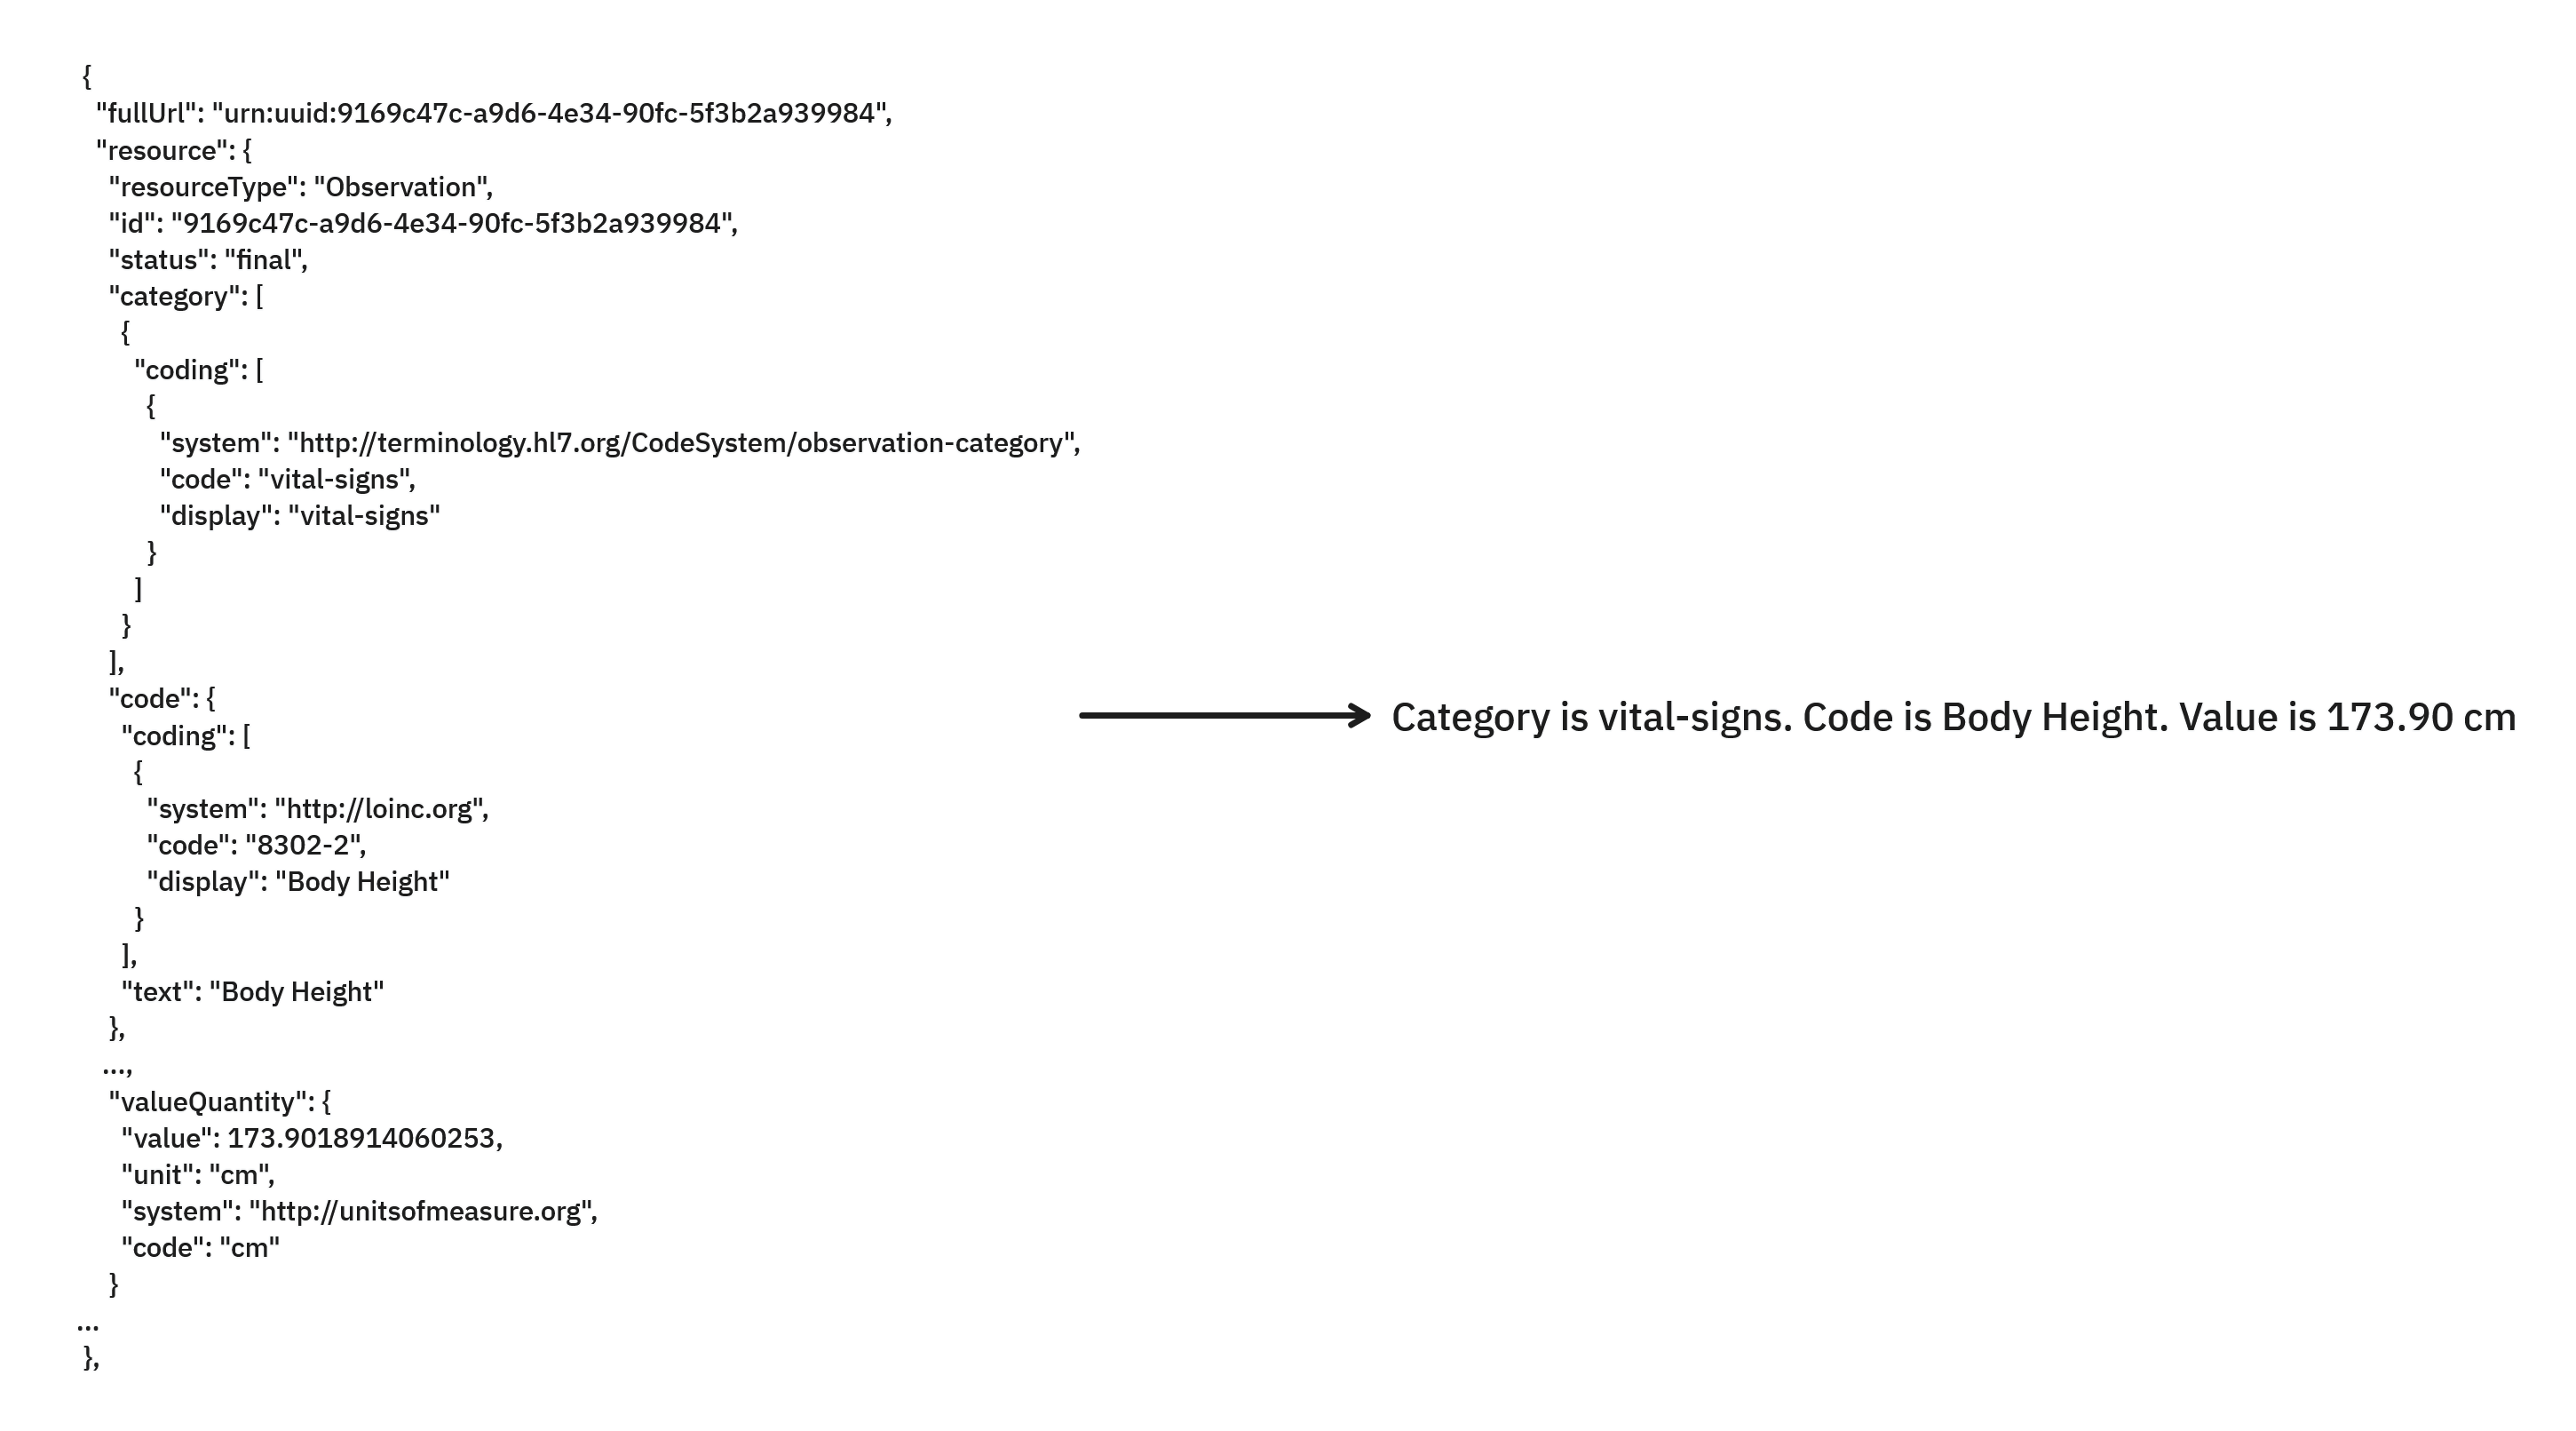 {
"fullUrl": "urn:uuid:9169c47c-a9d6-4e34-90fc-5f3b2a939984",
"resource": {
"resourceType": "Observation",
"id": "9169c47c-a9d6-4e34-90fc-5f3b2a939984",
"status": "final",
"category": [
{
"coding": [
{
"system": "http://terminology.hl7.org/CodeSystem/observation-category",
"code": "vital-signs",
"display": "vital-signs"
}
]
}
],
"code": {
"coding": [
{
"system": "http://loinc.org",
"code": "8302-2",
"display": "Body Height"
}
],
"text": "Body Height"
},
...,
"valueQuantity": {
"value": 173.9018914060253,
"unit": "cm",
"system": "http://unitsofmeasure.org",
"code": "cm"
}
...
},
Category is vital-signs. Code is Body Height. Value is 173.90 cm